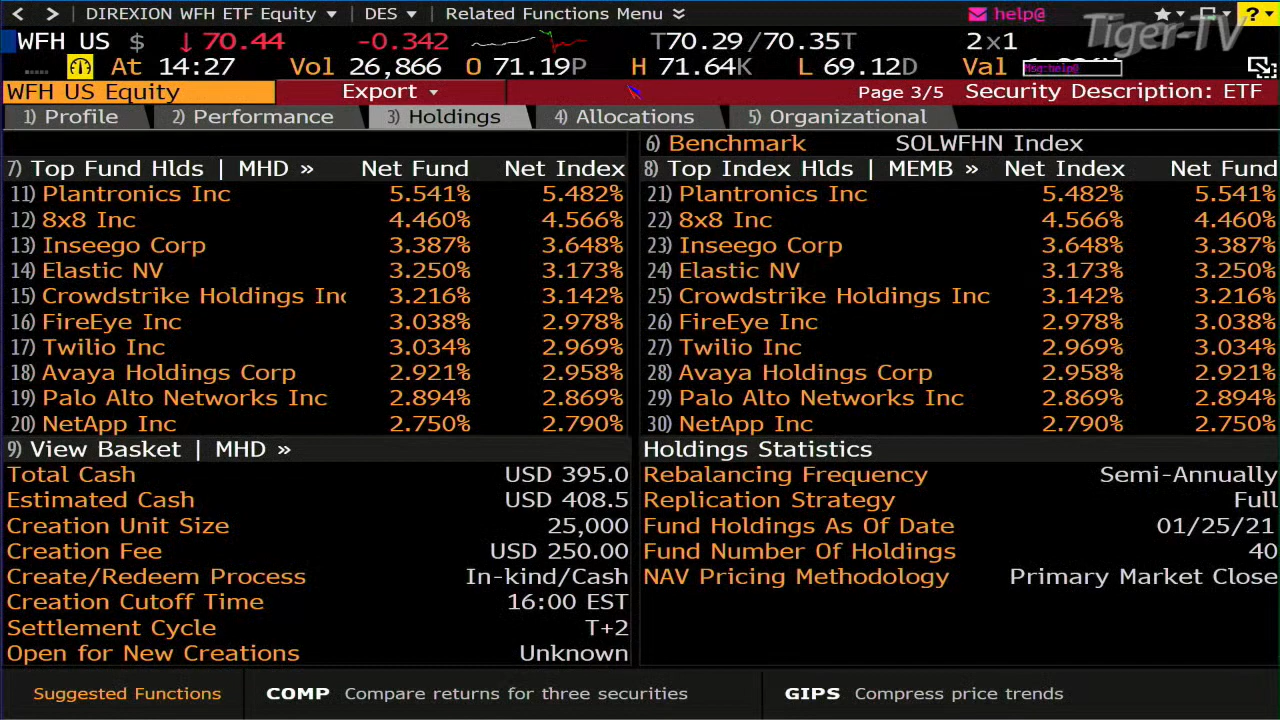 DIREXION WFH ETF Equity DES Related Functions Menu help@
Tiger-TV
WFH US $ 70.44 -0.342 T70.29/70.35T 2x1
At 14:27 Vol 26,866 O 71.19P H 71.64K L 69.12D Val
Msg:help@
WFH US Equity Export Page 3/5 Security Description: ETF
1) Profile 2) Performance 3) Holdings 4) Allocations 5) Organizational
6) Benchmark SOLWFHN Index
7) Top Fund Hlds | MHD » Net Fund Net Index 8) Top Index Hlds | MEMB » Net Index Net Fund
11) Plantronics Inc 5.541% 5.482% 21) Plantronics Inc 5.482% 5.541%
12) 8x8 Inc 4.460% 4.566% 22) 8x8 Inc 4.566% 4.460%
13) Inseego Corp 3.387% 3.648% 23) Inseego Corp 3.648% 3.387%
14) Elastic NV 3.250% 3.173% 24) Elastic NV 3.173% 3.250%
15) Crowdstrike Holdings Inc 3.216% 3.142% 25) Crowdstrike Holdings Inc 3.142% 3.216%
16) FireEye Inc 3.038% 2.978% 26) FireEye Inc 2.978% 3.038%
17) Twilio Inc 3.034% 2.969% 27) Twilio Inc 2.969% 3.034%
18) Avaya Holdings Corp 2.921% 2.958% 28) Avaya Holdings Corp 2.958% 2.921%
19) Palo Alto Networks Inc 2.894% 2.869% 29) Palo Alto Networks Inc 2.869% 2.894%
20) NetApp Inc 2.750% 2.790% 30) NetApp Inc 2.790% 2.750%
9) View Basket | MHD » Holdings Statistics
Total Cash USD 395.0 Rebalancing Frequency Semi-Annually
Estimated Cash USD 408.5 Replication Strategy Full
Creation Unit Size 25,000 Fund Holdings As Of Date 01/25/21
Creation Fee USD 250.00 Fund Number Of Holdings 40
Create/Redeem Process In-kind/Cash NAV Pricing Methodology Primary Market Close
Creation Cutoff Time 16:00 EST
Settlement Cycle T+2
Open for New Creations Unknown
Suggested Functions COMP Compare returns for three securities GIPS Compress price trends